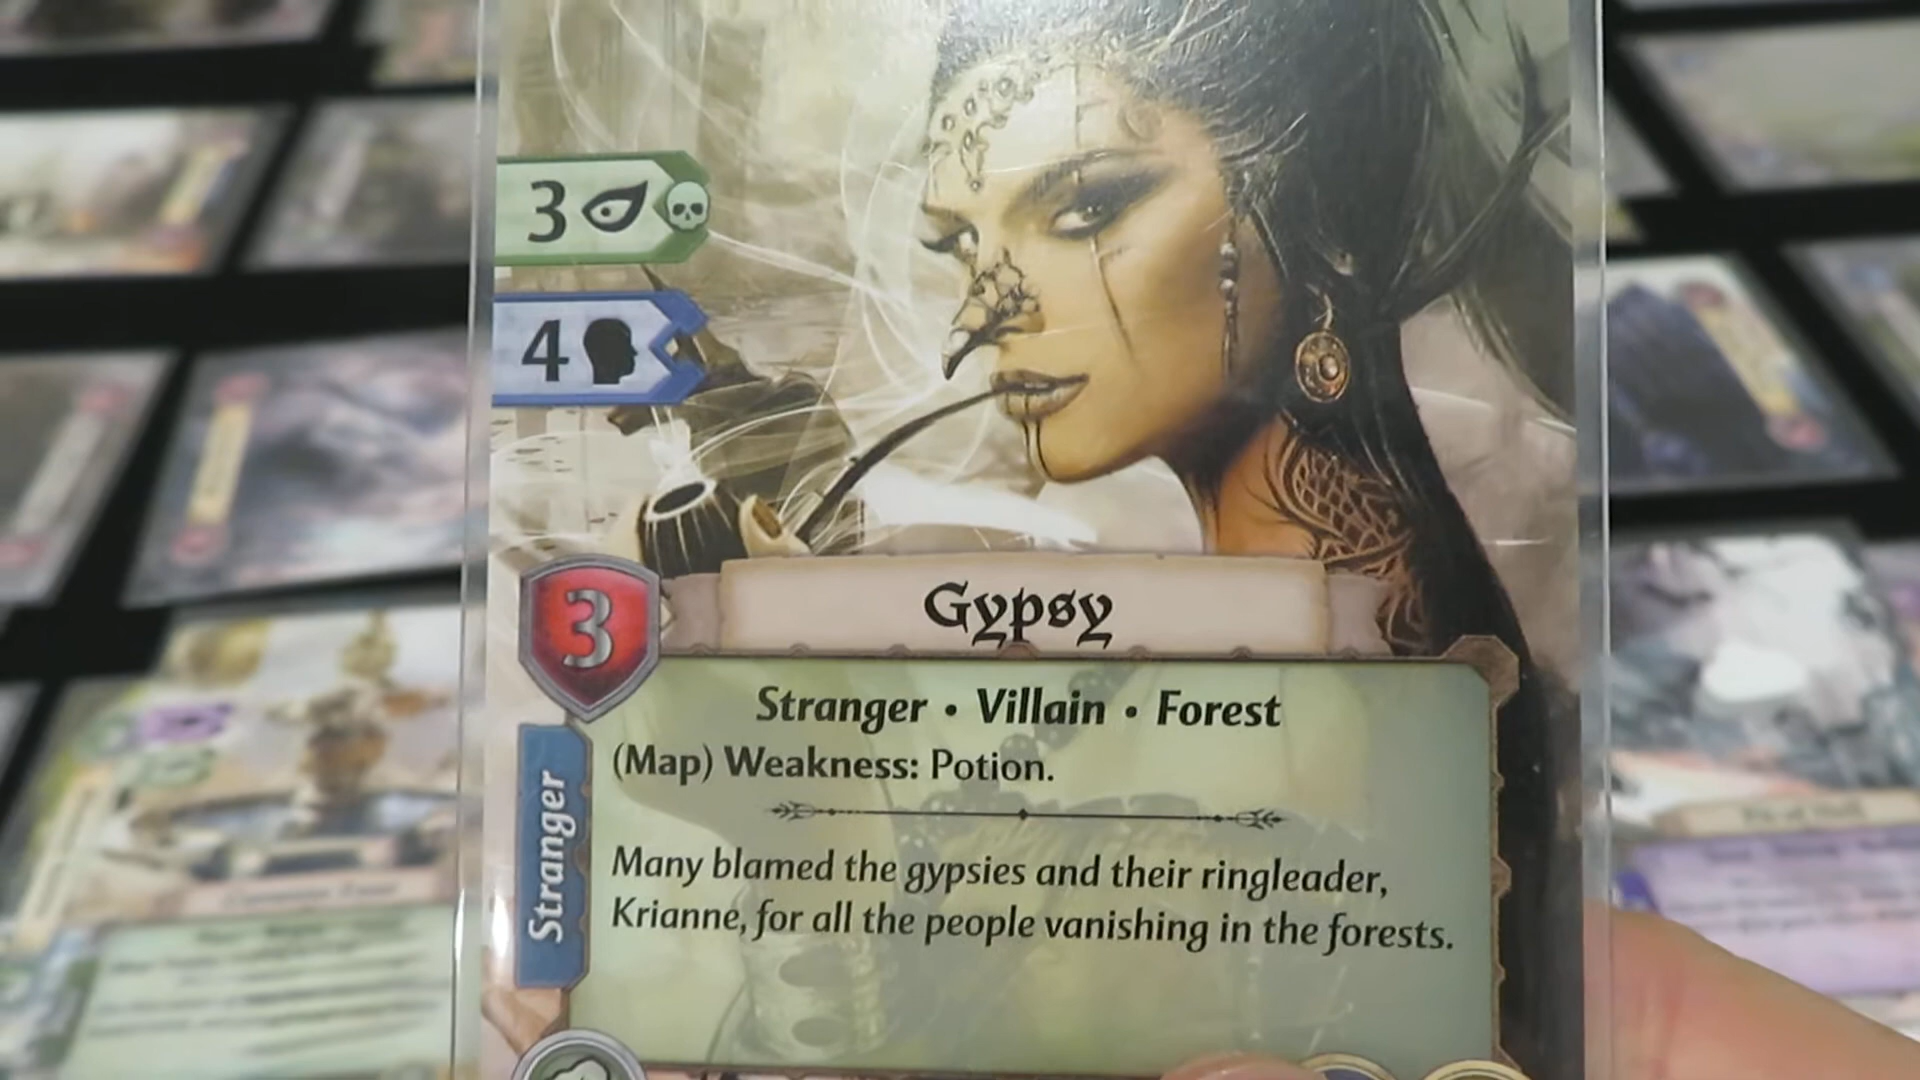 3
4
3
Gypsy
Stranger • Villain • Forest
(Map) Weakness: Potion.
Stranger
Many blamed the gypsies and their ringleader,
Krianne, for all the people vanishing in the forests.